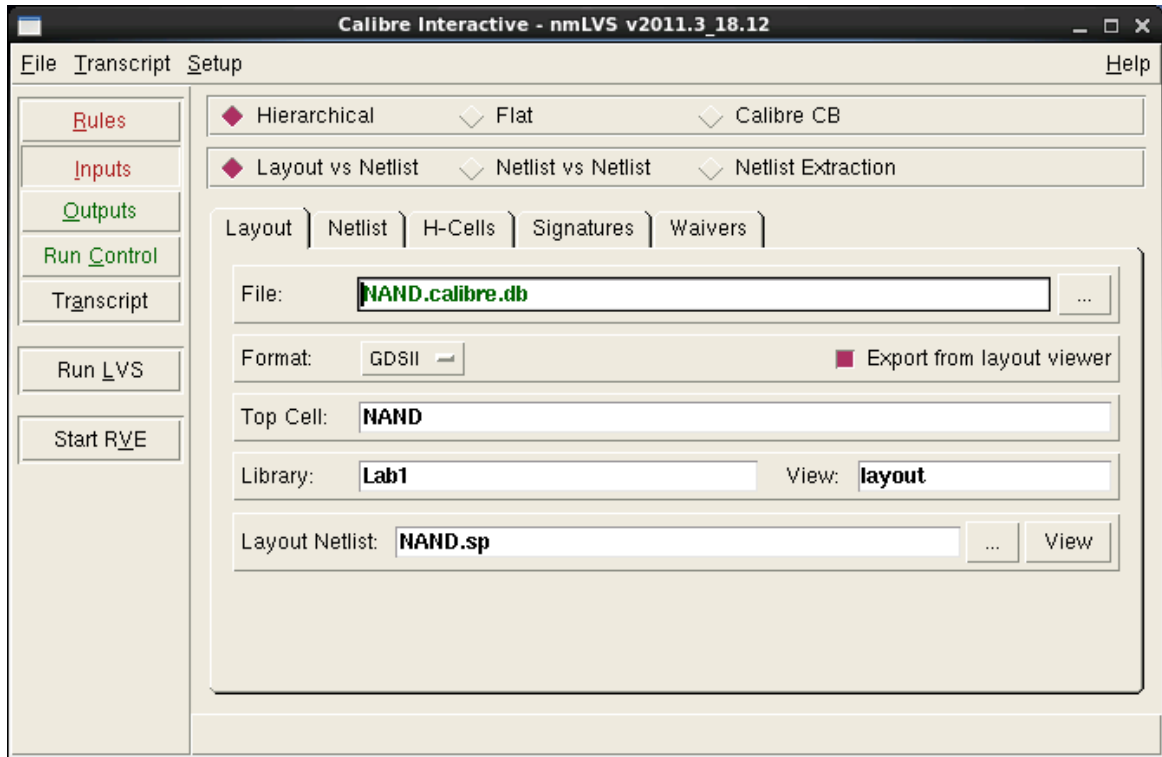 Calibre Interactive - nmLVS v2011.3_18.12
File Transcript Setup Help
Rules
Inputs
Outputs
Run Control
Transcript
Run LVS
Start RVE
Hierarchical Flat Calibre CB
Layout vs Netlist Netlist vs Netlist Netlist Extraction
Layout Netlist H-Cells Signatures Waivers
File: NAND.calibre.db ...
Format: GDSII Export from layout viewer
Top Cell: NAND
Library: Lab1 View: layout
Layout Netlist: NAND.sp ... View